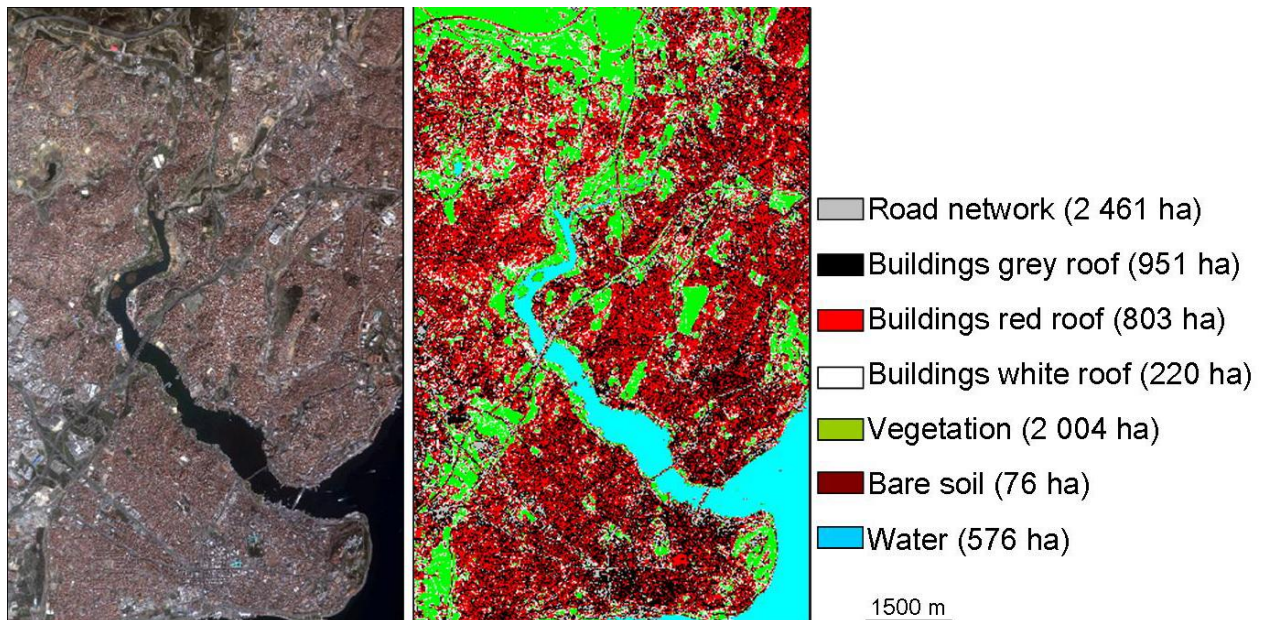 Road network (2 461 ha)
Buildings grey roof (951 ha)
Buildings red roof (803 ha)
Buildings white roof (220 ha)
Vegetation (2 004 ha)
Bare soil (76 ha)
Water (576 ha)
1500 m